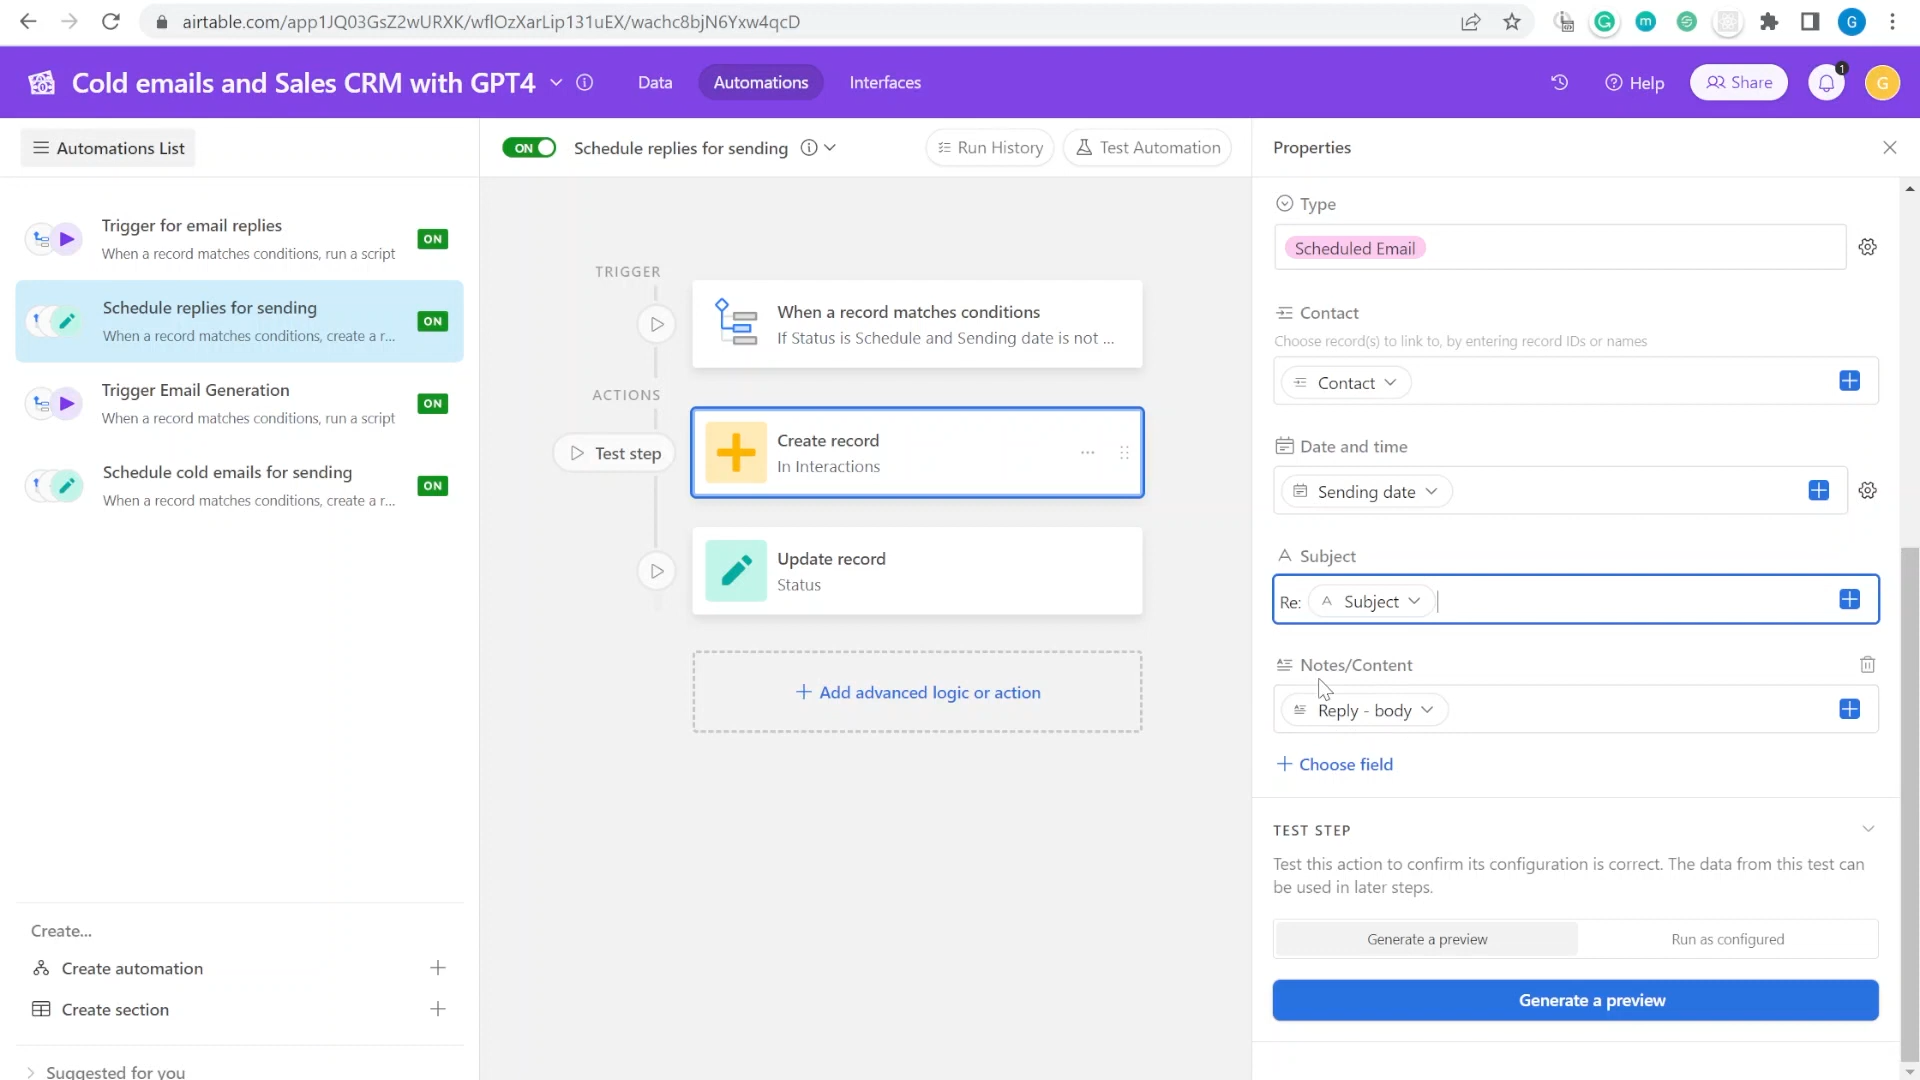 airtable.com/app1JQ03GsZ2wURXK/wflOzXarLip131uEX/wachc8bjN6Yxw4qcD
G m G
Cold emails and Sales CRM with GPT4
Data
Automations
Interfaces
Help
Share
1
G
Automations List
ON
Schedule replies for sending
Run History
Test Automation
Properties
Trigger for email replies
When a record matches conditions, run a script
ON
Schedule replies for sending
When a record matches conditions, create a r...
ON
Trigger Email Generation
When a record matches conditions, run a script
ON
Schedule cold emails for sending
When a record matches conditions, create a r...
ON
Create...
Create automation
Create section
Suggested for you
TRIGGER
When a record matches conditions
If Status is Schedule and Sending date is not ...
ACTIONS
Test step
Create record
In Interactions
Update record
Status
Add advanced logic or action
Type
Scheduled Email
Contact
Choose record(s) to link to, by entering record IDs or names
Contact
Date and time
Sending date
Subject
Re: Subject
Notes/Content
Reply - body
Choose field
TEST STEP
Test this action to confirm its configuration is correct. The data from this test can
be used in later steps.
Generate a preview
Run as configured
Generate a preview